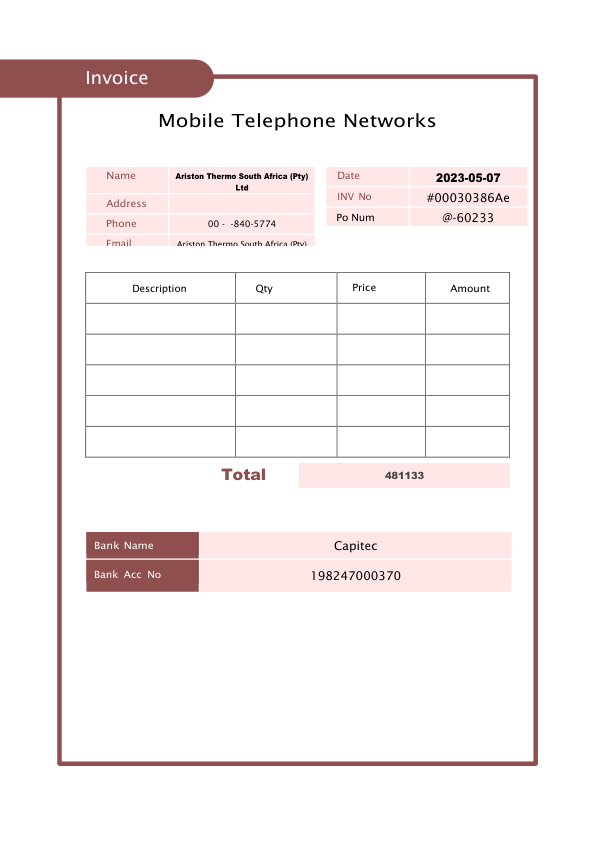 Invoice
Mobile Telephone Networks
Name Ariston Thermo South Africa (Pty) Ltd
Address
Phone 00 - -840-5774
Email Ariston Thermo South Africa (Pty)
Date 2023-05-07
INV No #00030386Ae
Po Num @-60233
Description Qty Price Amount
Total 481133
Bank Name Capitec
Bank Acc No 198247000370